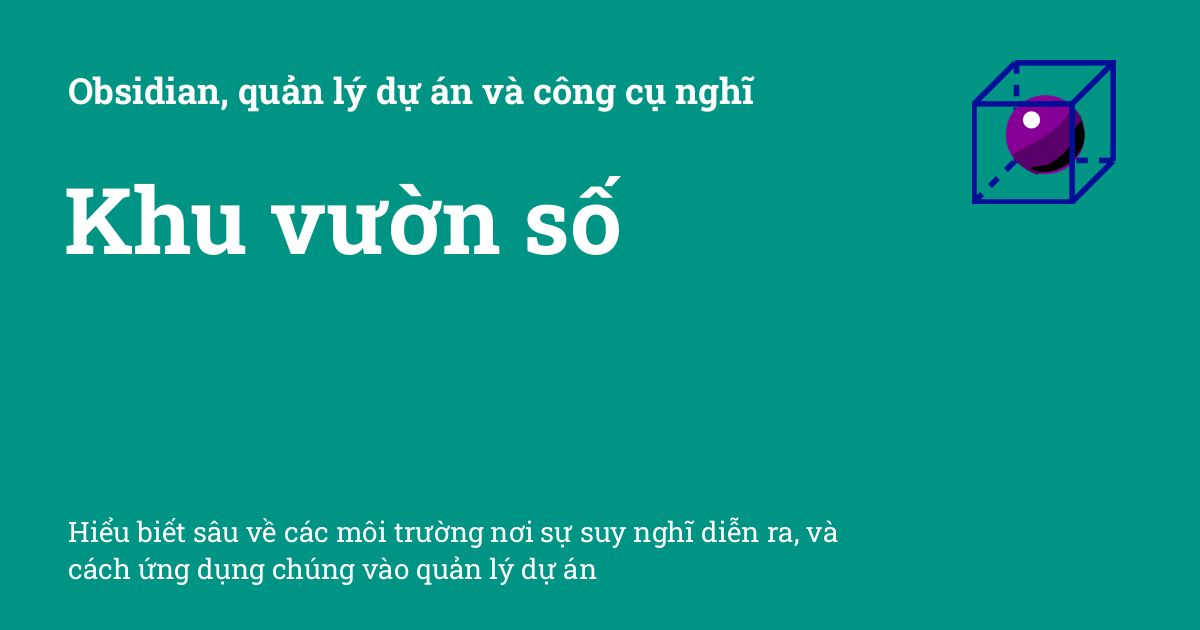 Obsidian, quản lý dự án và công cụ nghĩ
Khu vườn số
Hiểu biết sâu về các môi trường nơi sự suy nghĩ diễn ra, và
cách ứng dụng chúng vào quản lý dự án